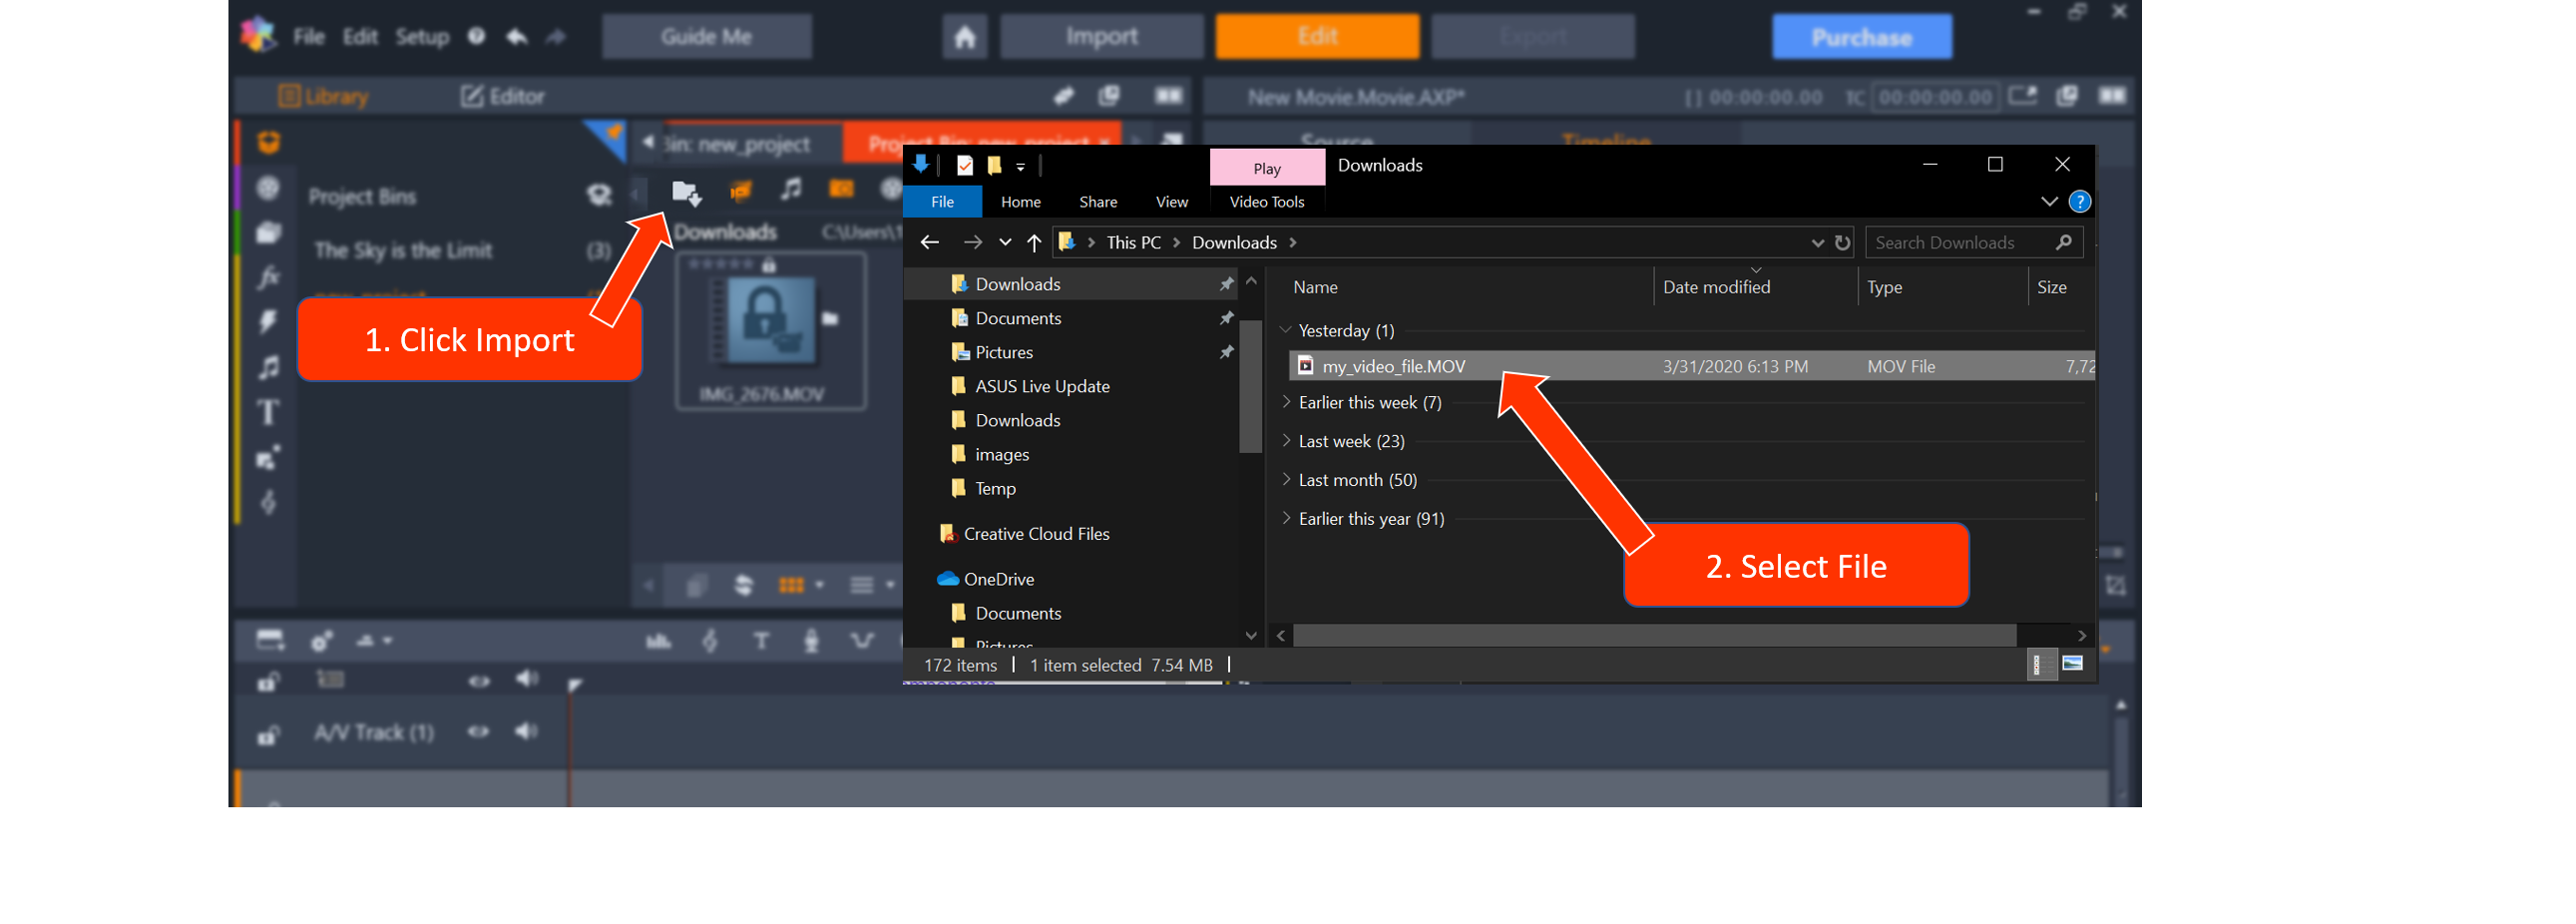 File Edit Setup Guide Me Import Edit Export Purchase
Library Editor New Movie.Movie.AXP* [ ] 00:00:00.00 TC 00:00:00.00
Bin: new_project Project Bin: new_project Source Timeline
Project Bins
Downloads C:\Users\1
The Sky is the Limit (3)
new_project
IMG_2676.MOV
1. Click Import
Play Downloads
File Home Share View Video Tools
This PC Downloads Search Downloads
Downloads
Documents
Pictures
ASUS Live Update
Downloads
images
Temp
Creative Cloud Files
OneDrive
Documents
Pictures
Name Date modified Type Size
Yesterday (1)
my_video_file.MOV 3/31/2020 6:13 PM MOV File 7,72
Earlier this week (7)
Last week (23)
Last month (50)
Earlier this year (91)
2. Select File
172 items 1 item selected 7.54 MB
A/V Track (1)